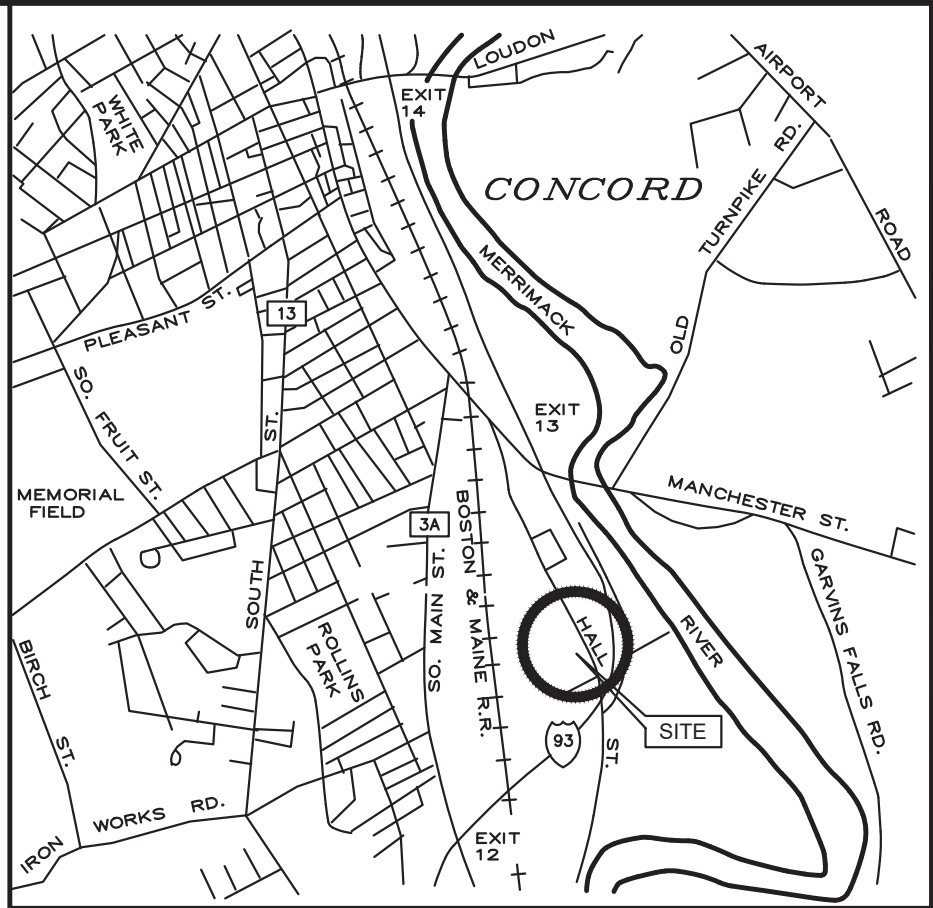 LOUDON
AIRPORT
EXIT
14
WHITE
PARK
RD.
CONCORD
TURNPIKE
ROAD
MERRIMACK
PLEASANT ST.
13
OLD
SO. FRUIT ST.
EXIT
13
ST.
MEMORIAL
FIELD
MANCHESTER ST.
3A
BOSTON & MAINE R.R.
SO. MAIN ST.
SOUTH
GARVINS FALLS RD.
HALL
RIVER
ROLLINS
PARK
BIRCH ST.
SITE
93
ST.
IRON WORKS RD.
EXIT
12